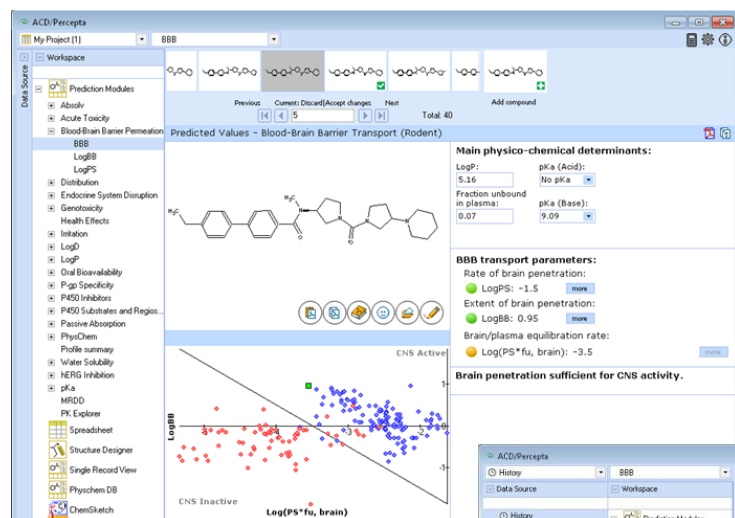 ACD/Percepta
My Project (1)
BBB
Data Source
Workspace
Prediction Modules
Absolv
Acute Toxicity
Blood-Brain Barrier Permeation
BBB
LogBB
LogPS
Distribution
Endocrine System Disruption
Genotoxicity
Health Effects
Irritation
LogD
LogP
Oral Bioavailability
P-gp Specificity
P450 Inhibitors
P450 Substrates and Regios...
Passive Absorption
PhysChem
Profile summary
Water Solubility
hERG Inhibition
pKa
MRDD
PK Explorer
Spreadsheet
Structure Designer
Single Record View
Physchem DB
ChemSketch
Previous Current: Discard|Accept changes Next
5
Total: 40
Add compound
Predicted Values - Blood-Brain Barrier Transport (Rodent)
H₃C
H₃C
N
O
N
O
N
N
CNS Active
LogBB
-4
-2
1
-1
CNS Inactive
Log(PS*fu, brain)
Main physico-chemical determinants:
LogP:
pKa (Acid):
5.16
No pKa
Fraction unbound
in plasma:
pKa (Base):
0.07
9.09
BBB transport parameters:
Rate of brain penetration:
LogPS: -1.5
more
Extent of brain penetration:
LogBB: 0.95
more
Brain/plasma equilibration rate:
Log(PS*fu, brain): -3.5
more
Brain penetration sufficient for CNS activity.
ACD/Percepta
History
BBB
Data Source
Workspace
History
Prediction Modules